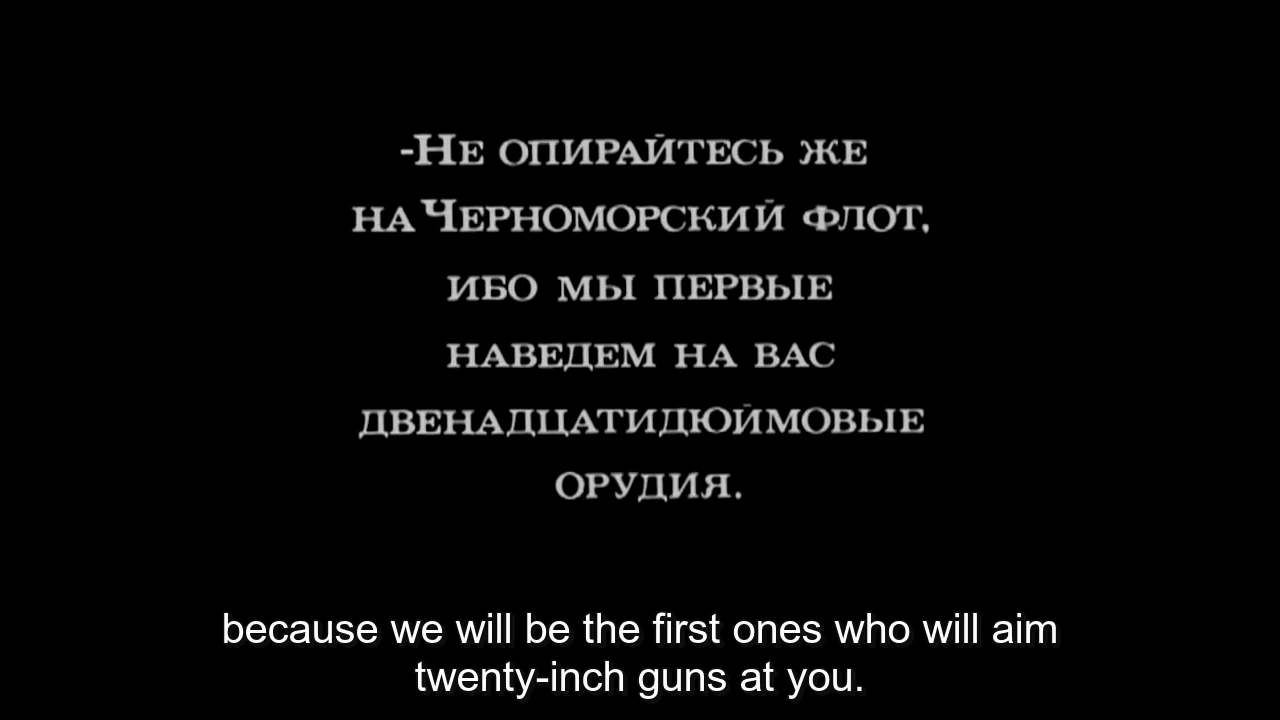 -Не опирайтесь же
на Черноморский флот,
ибо мы первые
наведем на вас
двенадцатидюймовые
орудия.
because we will be the first ones who will aim
twenty-inch guns at you.